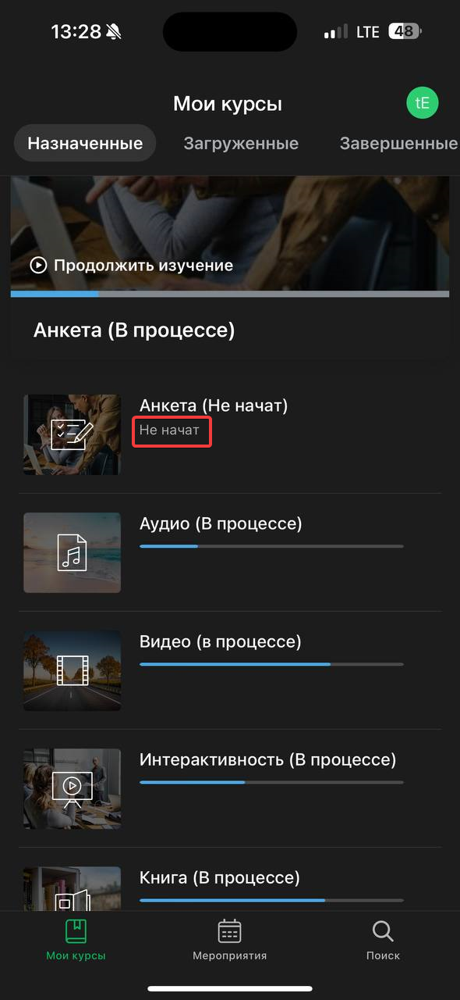 13:28
LTE
48
Мои курсы
tE
Назначенные
Загруженные
Завершенные
Продолжить изучение
Анкета (В процессе)
Анкета (Не начат)
Не начат
Аудио (В процессе)
Видео (в процессе)
Интерактивность (В процессе)
Книга (В процессе)
Мои курсы
Мероприятия
Поиск